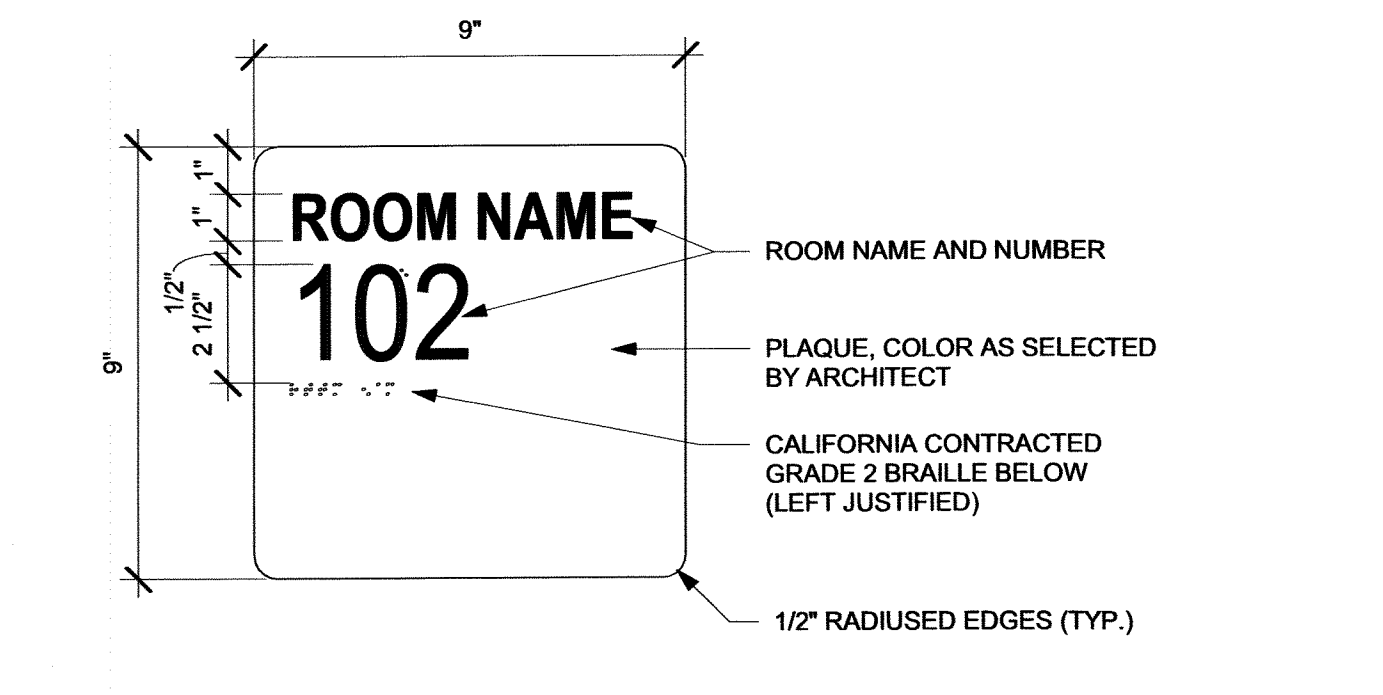 9"
1"
ROOM NAME
1"
ROOM NAME AND NUMBER
1/2"
102
2 1/2"
9"
PLAQUE, COLOR AS SELECTED
BY ARCHITECT
CALIFORNIA CONTRACTED
GRADE 2 BRAILLE BELOW
(LEFT JUSTIFIED)
1/2" RADIUSED EDGES (TYP.)